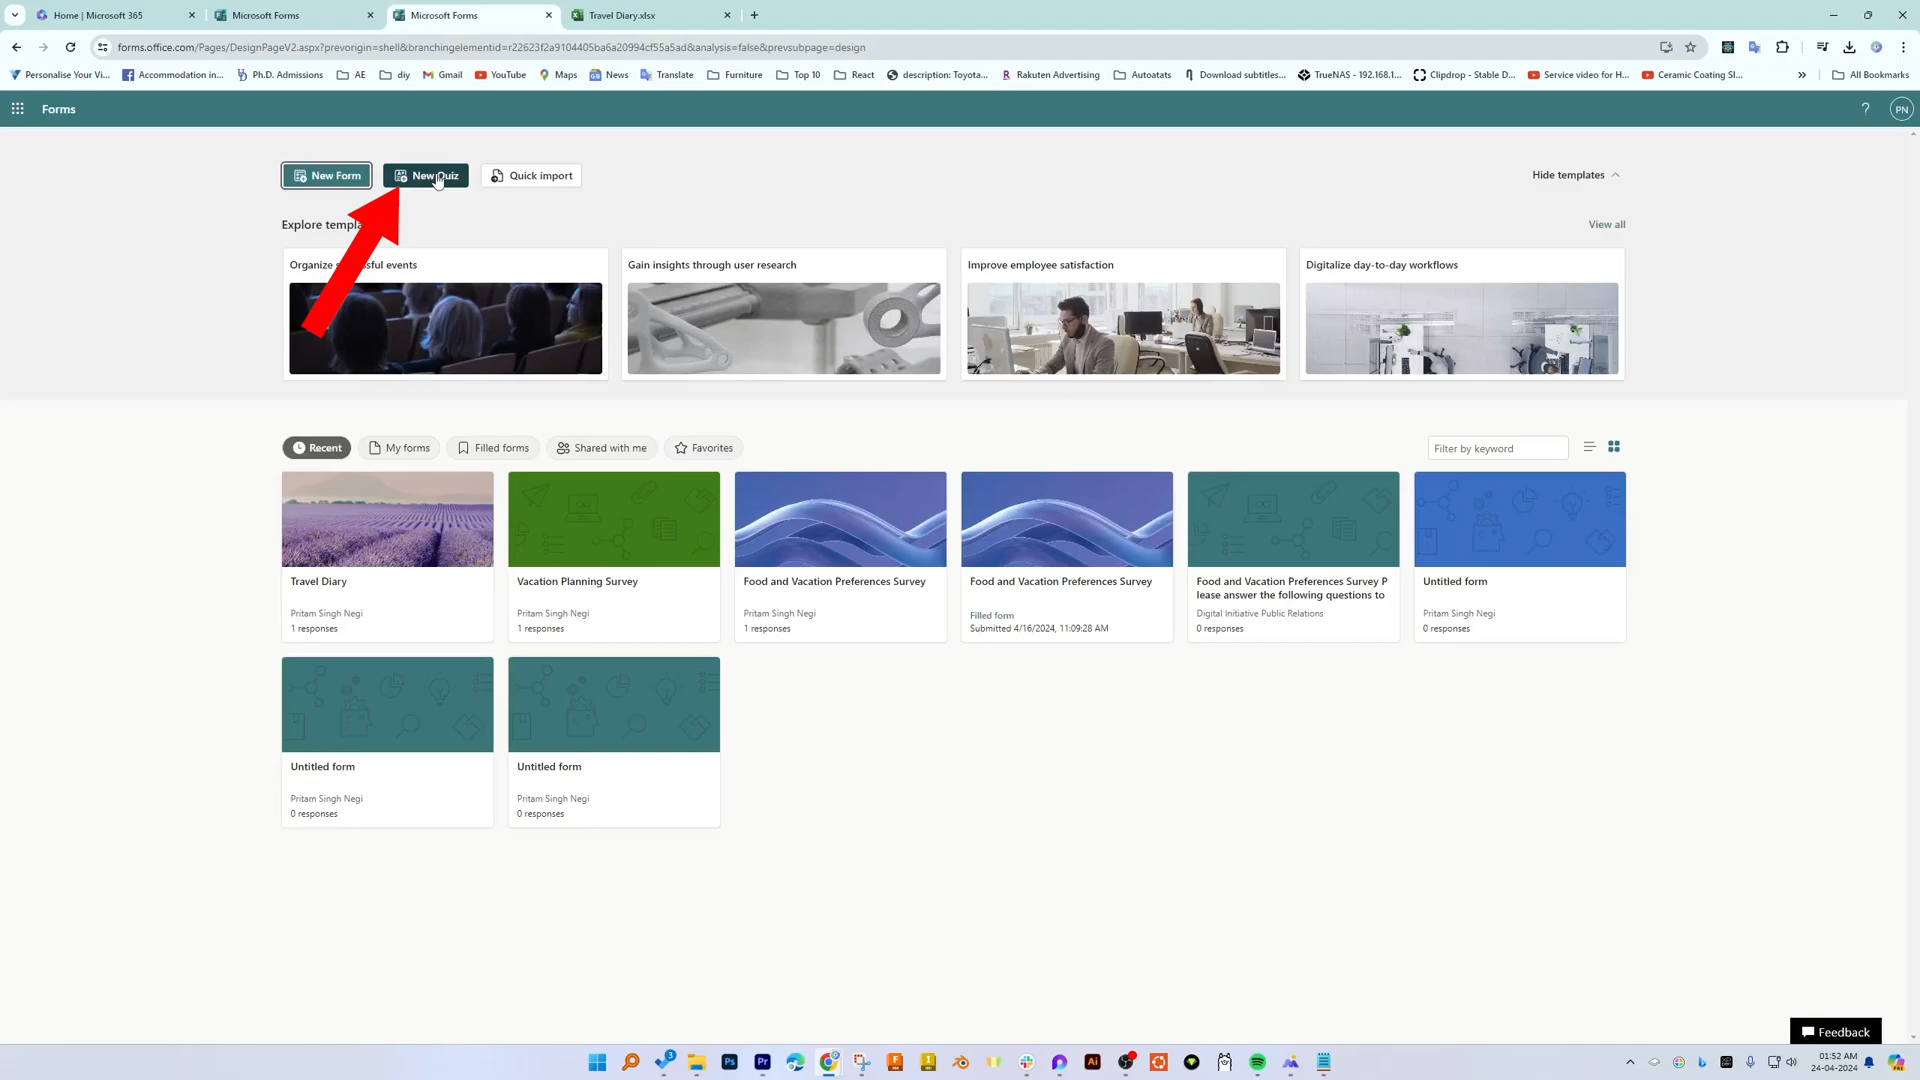 Home | Microsoft 365
Microsoft Forms
Microsoft Forms
Travel Diary.xlsx
forms.office.com/Pages/DesignPageV2.aspx?prevorigin=shell&branchingelementid=r22623f2a9104405ba6a20994cf55a5ad&analysis=false&prevsubpage=design
Personalise Your Vi...
Accommodation in...
Ph.D. Admissions
AE
diy
Gmail
YouTube
Maps
News
Translate
Furniture
Top 10
React
description: Toyota...
Rakuten Advertising
Autoatats
Download subtitles...
TrueNAS - 192.168.1...
Clipdrop - Stable D...
Service video for H...
Ceramic Coating Sl...
All Bookmarks
Forms
PN
New Form
New Quiz
Quick import
Hide templates
Explore
View all
Organize
events
Gain insights through user research
Improve employee satisfaction
Digitalize day-to-day workflows
Recent
My forms
Filled forms
Shared with me
Favorites
Filter by keyword
Travel Diary
Pritam Singh Negi
1 responses
Vacation Planning Survey
Pritam Singh Negi
1 responses
Food and Vacation Preferences Survey
Pritam Singh Negi
1 responses
Food and Vacation Preferences Survey
Filled form
Submitted 4/16/2024, 11:09:28 AM
Food and Vacation Preferences Survey P
lease answer the following questions to
Digital Initiative Public Relations
0 responses
Untitled form
Pritam Singh Negi
0 responses
Untitled form
Pritam Singh Negi
0 responses
Untitled form
Pritam Singh Negi
0 responses
Feedback
01:52 AM
24-04-2024